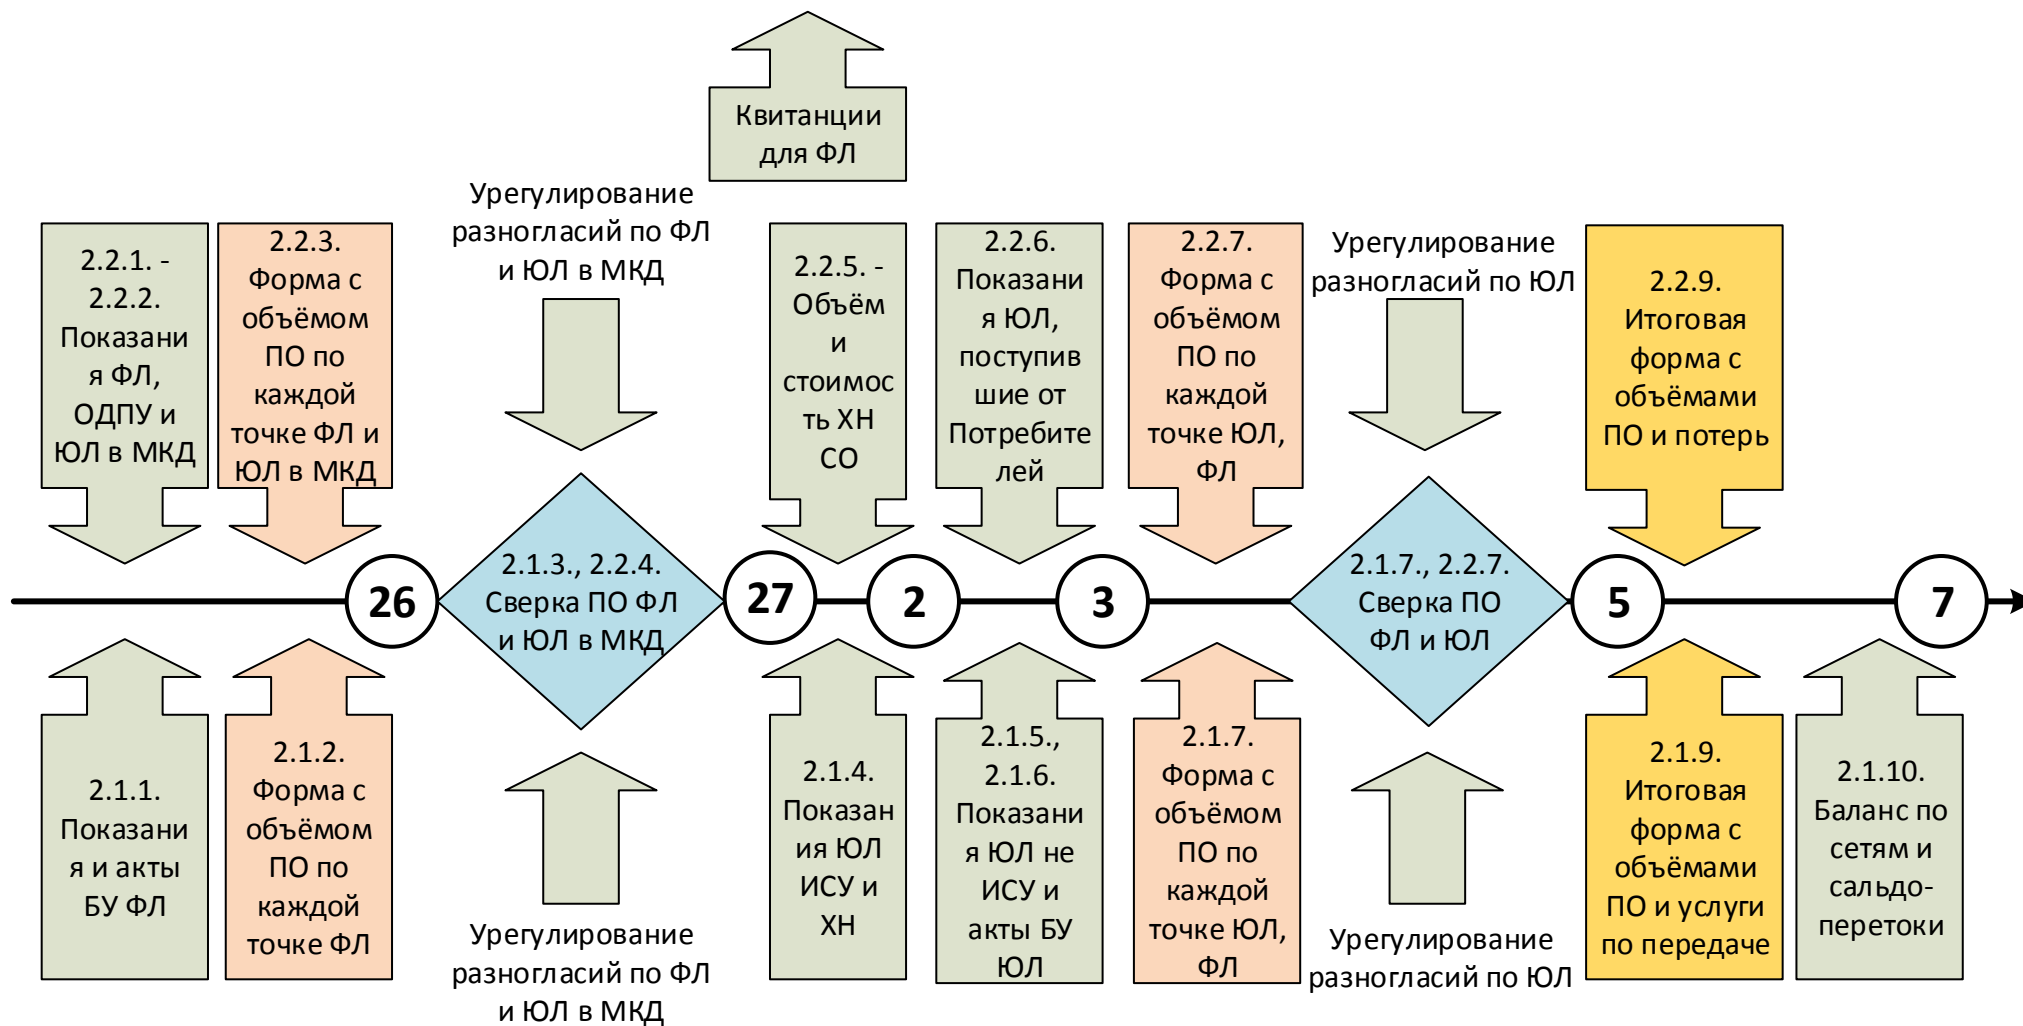 Квитанции
для ФЛ
Урегулирование
разногласий по ФЛ
и ЮЛ в МКД
2.2.1. -
2.2.2.
Показани
я ФЛ,
ОДПУ и
ЮЛ в МКД
2.2.3.
Форма с
объёмом
ПО по
каждой
точке ФЛ и
ЮЛ в МКД
2.2.5. -
Объём
и
стоимос
ть ХН
СО
2.2.6.
Показани
я ЮЛ,
поступив
шие от
Потребите
лей
2.2.7.
Форма с
объёмом
ПО по
каждой
точке ЮЛ,
ФЛ
Урегулирование
разногласий по ЮЛ
2.2.9.
Итоговая
форма с
объёмами
ПО и потерь
26
2.1.3., 2.2.4.
Сверка ПО ФЛ
и ЮЛ в МКД
27
2
3
2.1.7., 2.2.7.
Сверка ПО
ФЛ и ЮЛ
5
7
2.1.1.
Показани
я и акты
БУ ФЛ
2.1.2.
Форма с
объёмом
ПО по
каждой
точке ФЛ
Урегулирование
разногласий по ФЛ
и ЮЛ в МКД
2.1.4.
Показан
ия ЮЛ
ИСУ и
ХН
2.1.5.,
2.1.6.
Показани
я ЮЛ не
ИСУ и
акты БУ
ЮЛ
2.1.7.
Форма с
объёмом
ПО по
каждой
точке ЮЛ,
ФЛ
Урегулирование
разногласий по ЮЛ
2.1.9.
Итоговая
форма с
объёмами
ПО и услуги
по передаче
2.1.10.
Баланс по
сетям и
сальдо-
перетоки